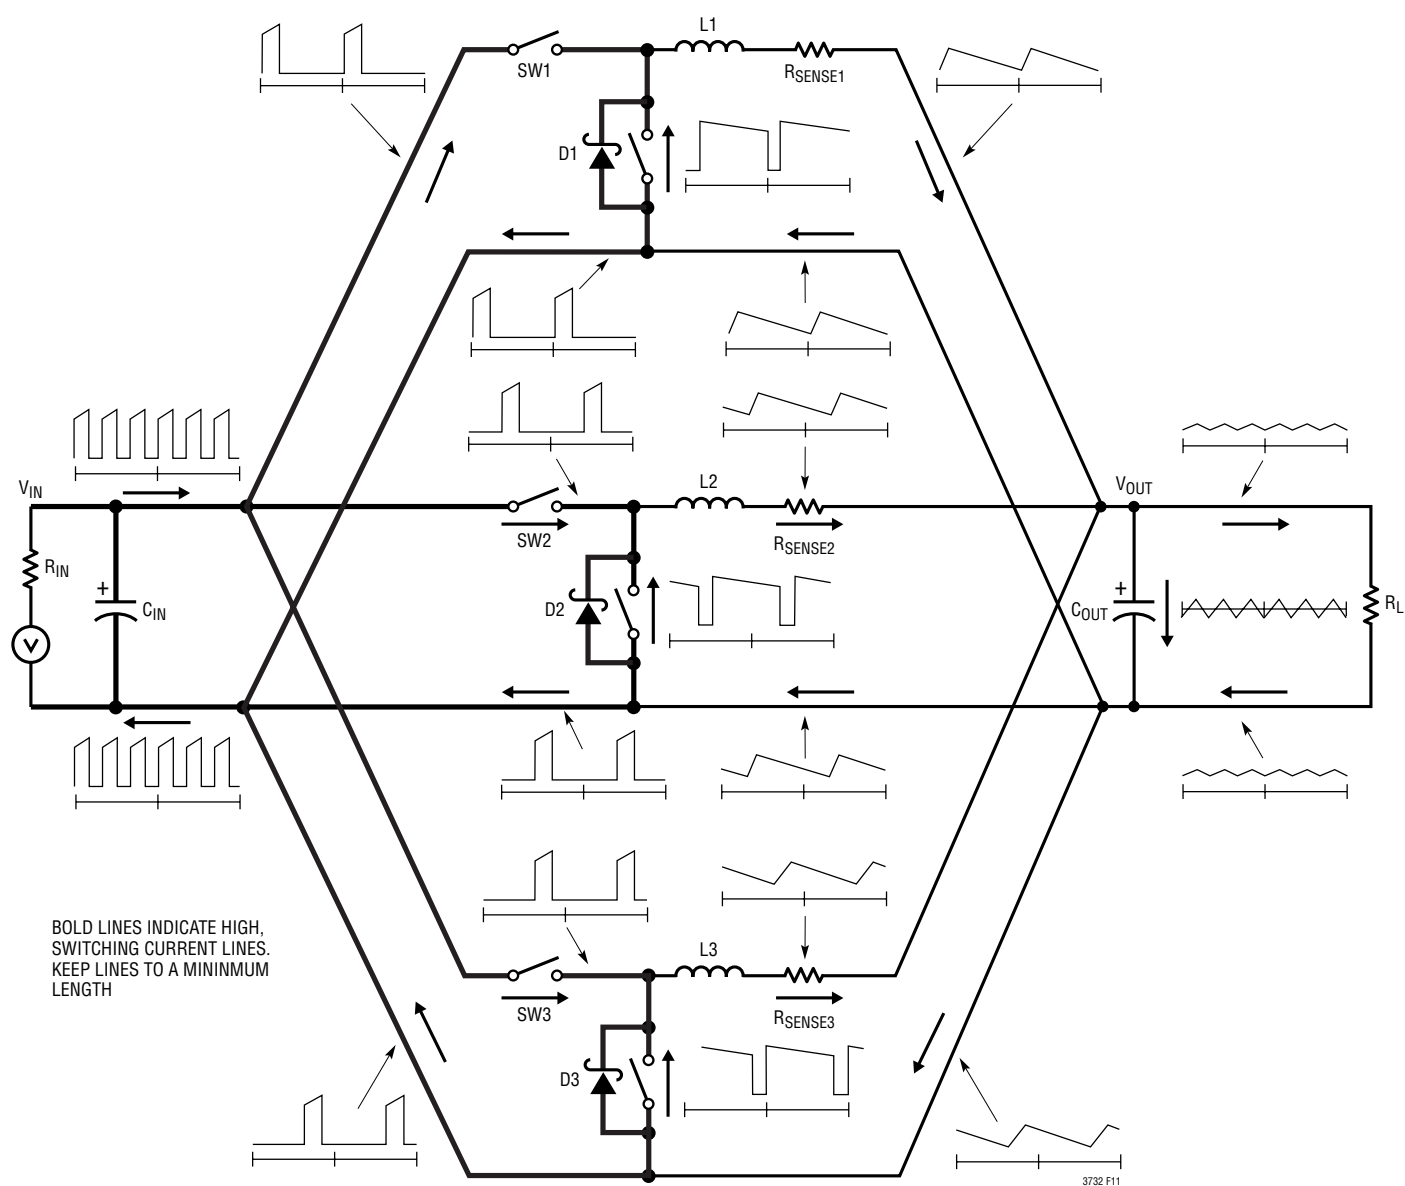 L1
SW1
RSENSE1
D1
VIN
L2
VOUT
SW2
RSENSE2
RIN
+
CIN
D2
+
COUT
RL
V
BOLD LINES INDICATE HIGH,
SWITCHING CURRENT LINES.
KEEP LINES TO A MININMUM
LENGTH
L3
SW3
RSENSE3
D3
3732 F11